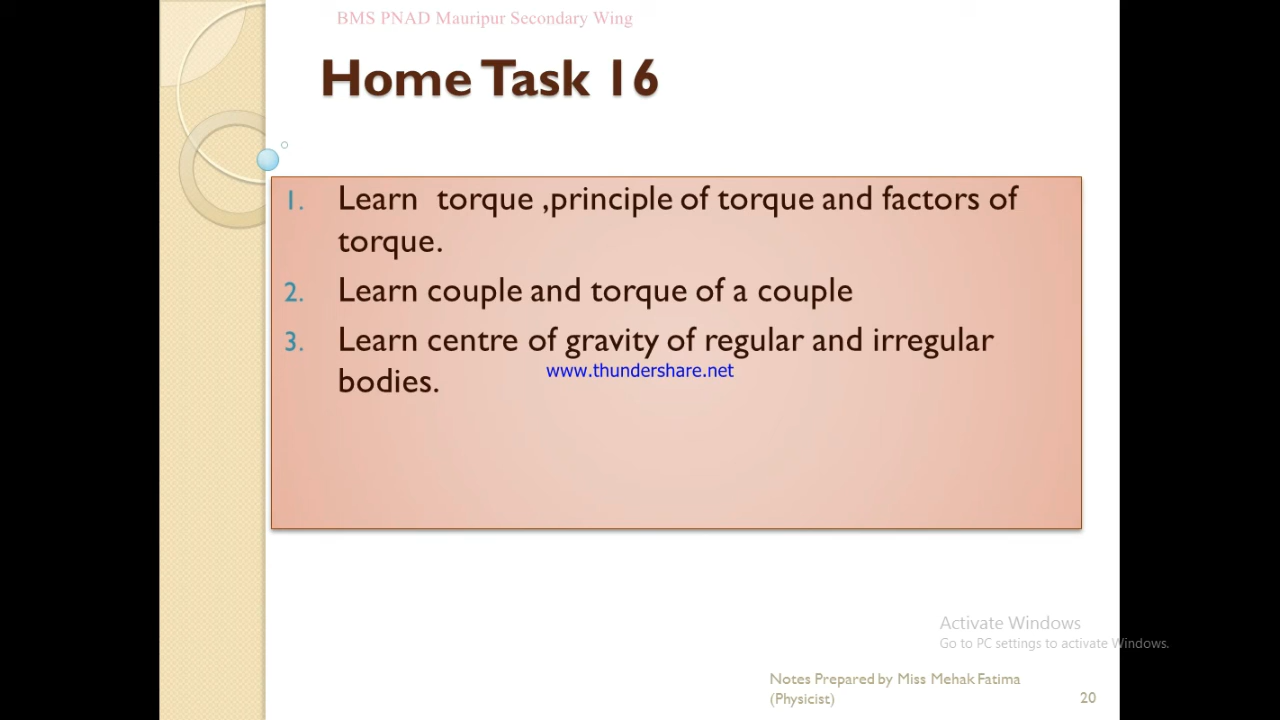 BMS PNAD Mauripur Secondary Wing
Home Task 16
1. Learn torque ,principle of torque and factors of
torque.
2. Learn couple and torque of a couple
3. Learn centre of gravity of regular and irregular
www.thundershare.net
bodies.
Activate Windows
Go to PC settings to activate Windows.
Notes Prepared by Miss Mehak Fatima
(Physicist)
20